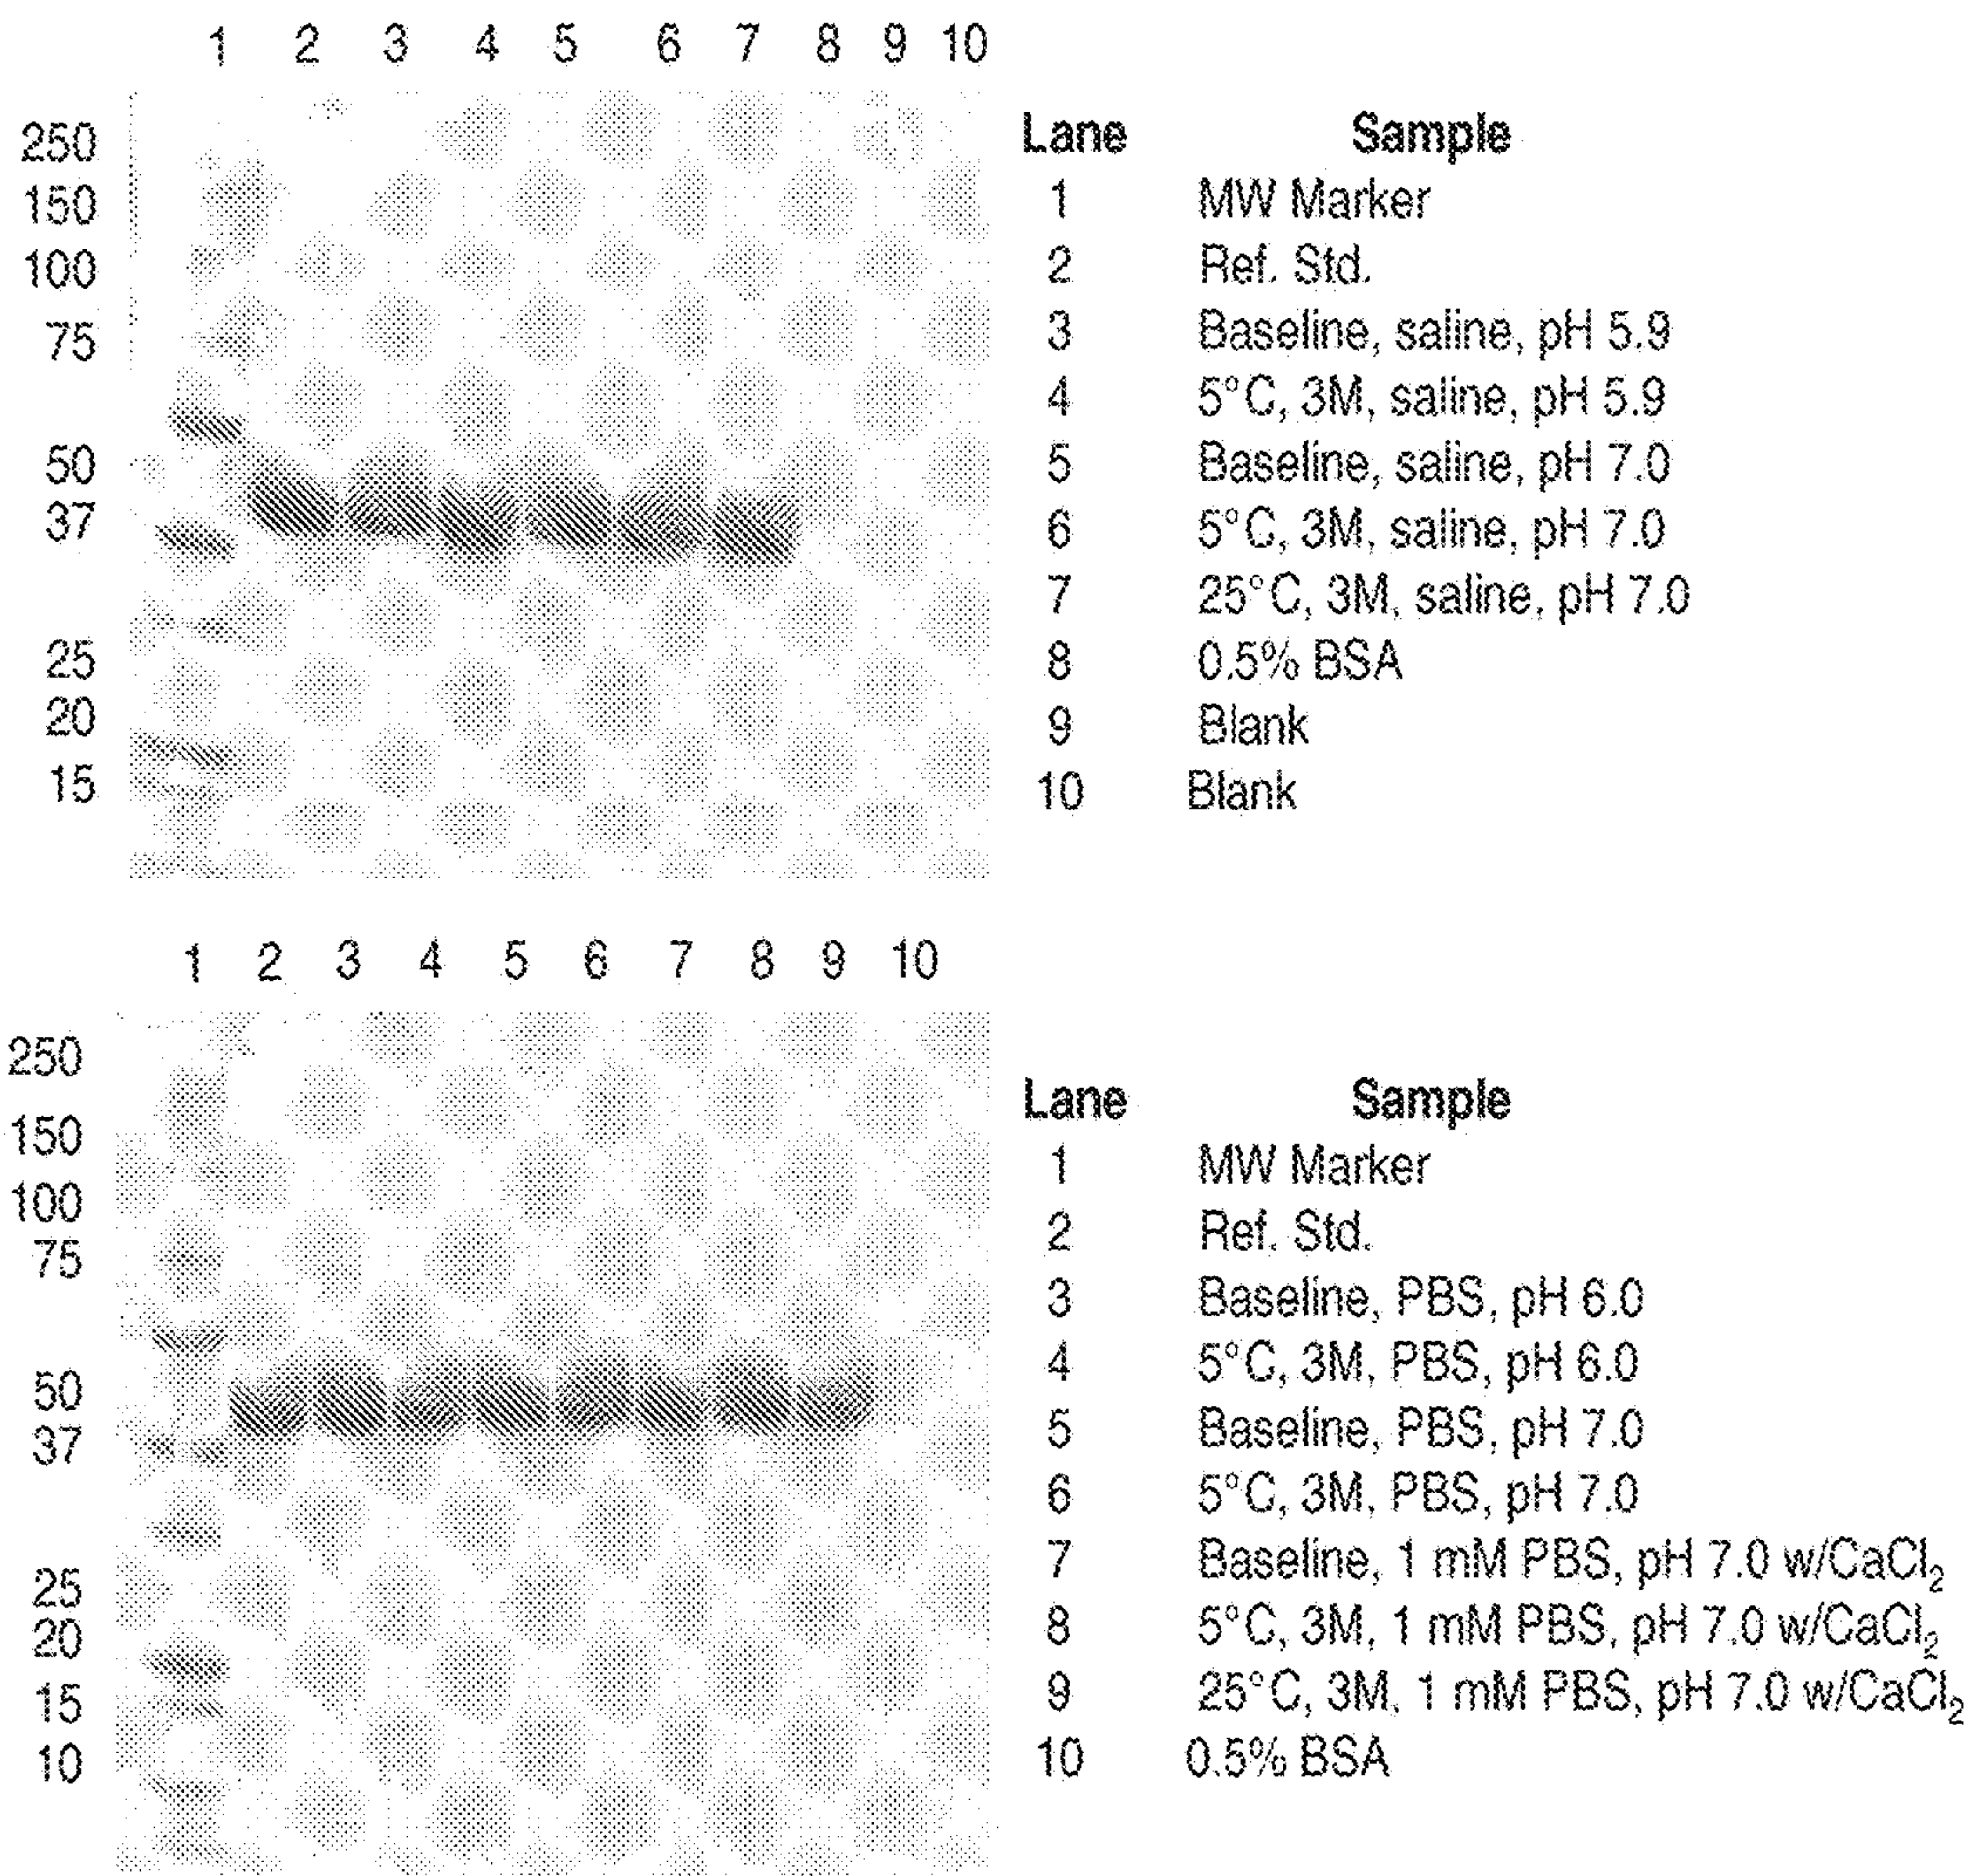 1 2 3 4 5 6 7 8 9 10
250
150
100
75
50
37
25
20
15
Lane Sample
1 MW Marker
2 Ref. Std.
3 Baseline, saline, pH 5.9
4 5°C, 3M, saline, pH 5.9
5 Baseline, saline, pH 7.0
6 5°C, 3M, saline, pH 7.0
7 25°C, 3M, saline, pH 7.0
8 0.5% BSA
9 Blank
10 Blank
1 2 3 4 5 6 7 8 9 10
250
150
100
75
50
37
25
20
15
10
Lane Sample
1 MW Marker
2 Ref. Std.
3 Baseline, PBS, pH 6.0
4 5°C, 3M, PBS, pH 6.0
5 Baseline, PBS, pH 7.0
6 5°C, 3M, PBS, pH 7.0
7 Baseline, 1 mM PBS, pH 7.0 w/CaCl₂
8 5°C, 3M, 1 mM PBS, pH 7.0 w/CaCl₂
9 25°C, 3M, 1 mM PBS, pH 7.0 w/CaCl₂
10 0.5% BSA